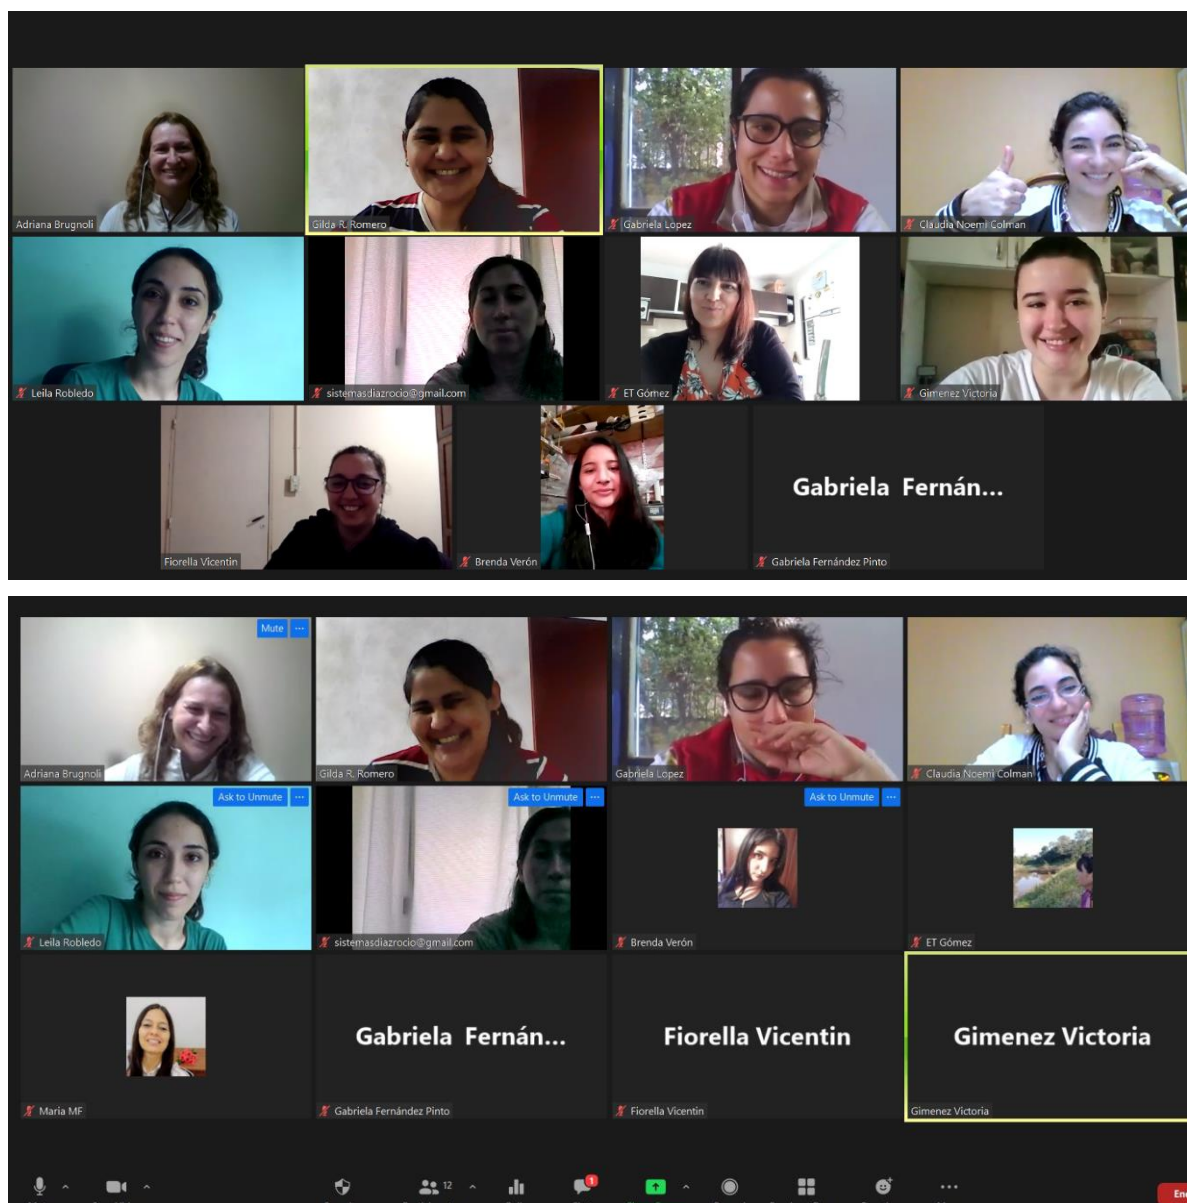 Adriana Brugnoli
Gilda R. Romero
Gabriela Lopez
Claudia Noemi Colman
Leila Robledo
sistemasdiazrocio@gmail.com
ET Gómez
Gimenez Victoria
Fiorella Vicentin
Brenda Verón
Gabriela Fernán...
Gabriela Fernández Pinto
Mute ...
Adriana Brugnoli
Gilda R. Romero
Gabriela Lopez
Claudia Noemi Colman
Ask to Unmute ...
Ask to Unmute ...
Ask to Unmute ...
Leila Robledo
sistemasdiazrocio@gmail.com
Brenda Verón
ET Gómez
Gabriela Fernán...
Fiorella Vicentin
Gimenez Victoria
Maria MF
Gabriela Fernández Pinto
Fiorella Vicentin
Gimenez Victoria
12
1